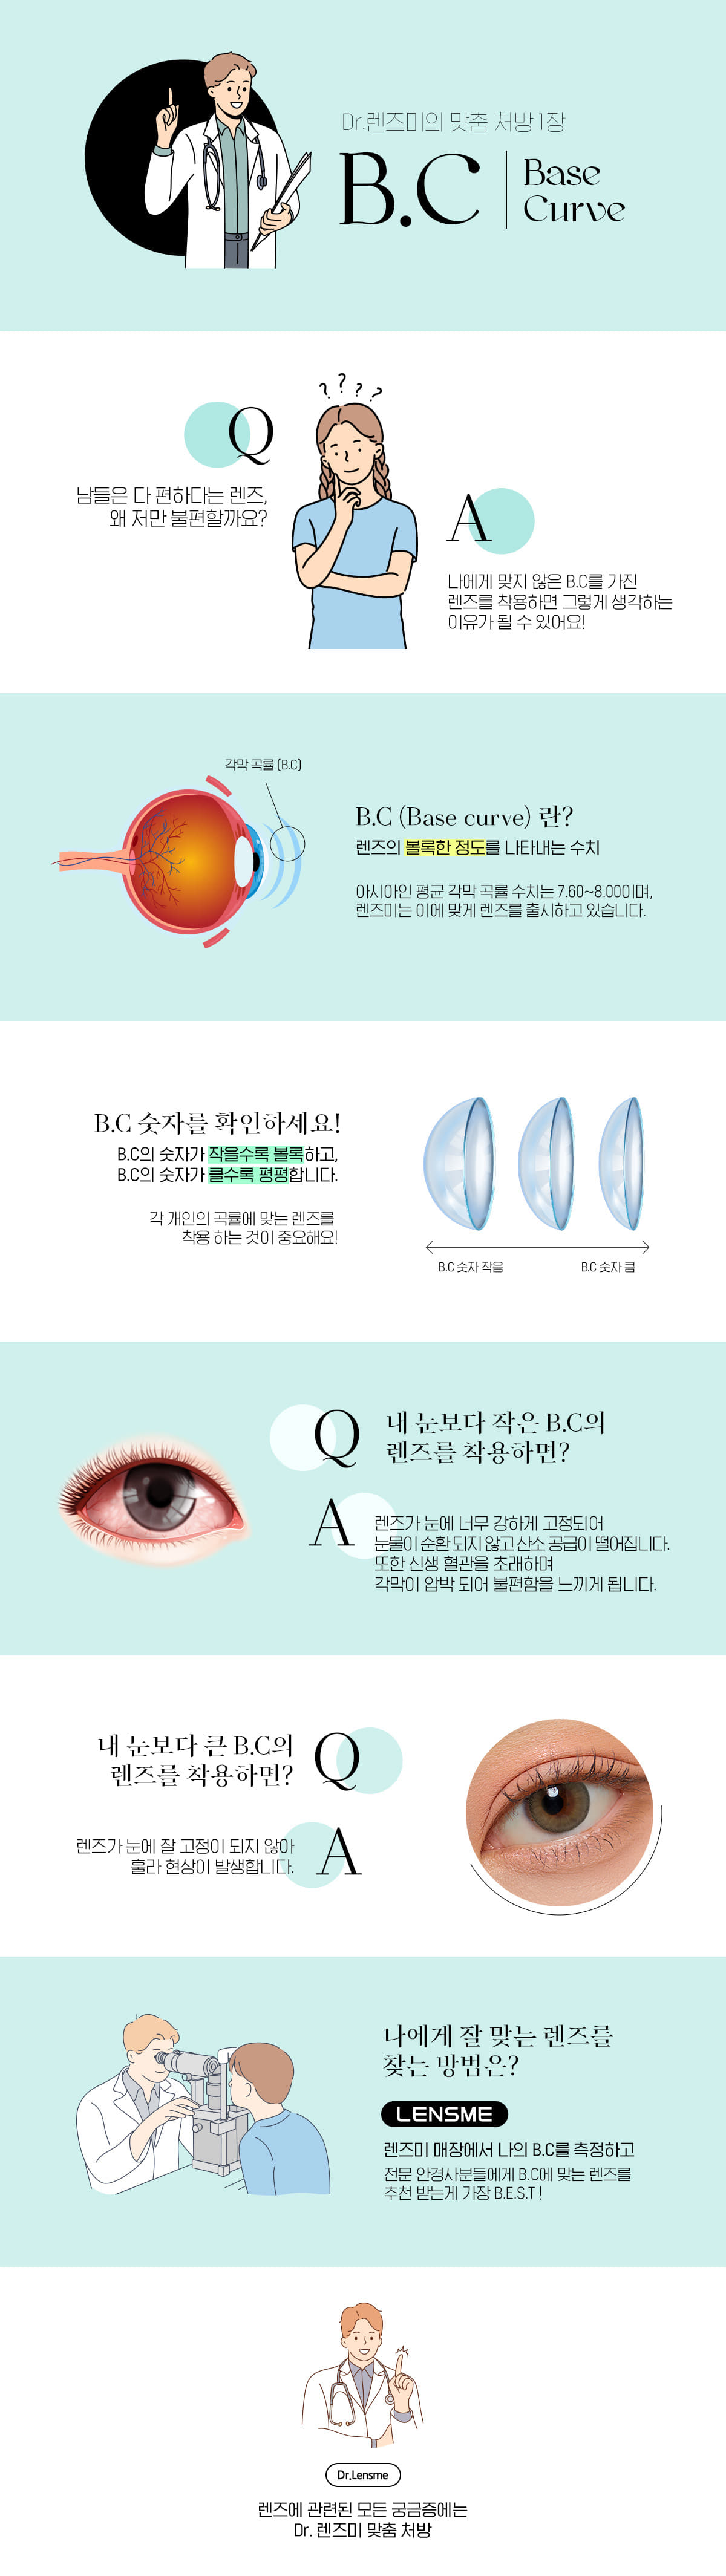 Dr.렌즈미의 맞춤 처방 1장
B.C
Base
Curve
? ? ? ?
Q
남들은 다 편하다는 렌즈,
왜 저만 불편할까요?
A
나에게 맞지 않은 B.C를 가진
렌즈를 착용하면 그렇게 생각하는
이유가 될 수 있어요!
각막 곡률 (B.C)
B.C (Base curve) 란?
렌즈의 볼록한 정도를 나타내는 수치
아시아인 평균 각막 곡률 수치는 7.60~8.00이며,
렌즈미는 이에 맞게 렌즈를 출시하고 있습니다.
B.C 숫자를 확인하세요!
B.C의 숫자가 작을수록 볼록하고,
B.C의 숫자가 클수록 평평합니다.
각 개인의 곡률에 맞는 렌즈를
착용 하는 것이 중요해요!
B.C 숫자 작음
B.C 숫자 큼
Q
내 눈보다 작은 B.C의
렌즈를 착용하면?
A
렌즈가 눈에 너무 강하게 고정되어
눈물이 순환 되지 않고 산소 공급이 떨어집니다.
또한 신생 혈관을 초래하며
각막이 압박 되어 불편함을 느끼게 됩니다.
내 눈보다 큰 B.C의
렌즈를 착용하면?
Q
렌즈가 눈에 잘 고정이 되지 않아
훌라 현상이 발생합니다.
A
나에게 잘 맞는 렌즈를
찾는 방법은?
LENSME
렌즈미 매장에서 나의 B.C를 측정하고
전문 안경사분들에게 B.C에 맞는 렌즈를
추천 받는게 가장 B.E.S.T !
Dr.Lensme
렌즈에 관련된 모든 궁금증에는
Dr. 렌즈미 맞춤 처방